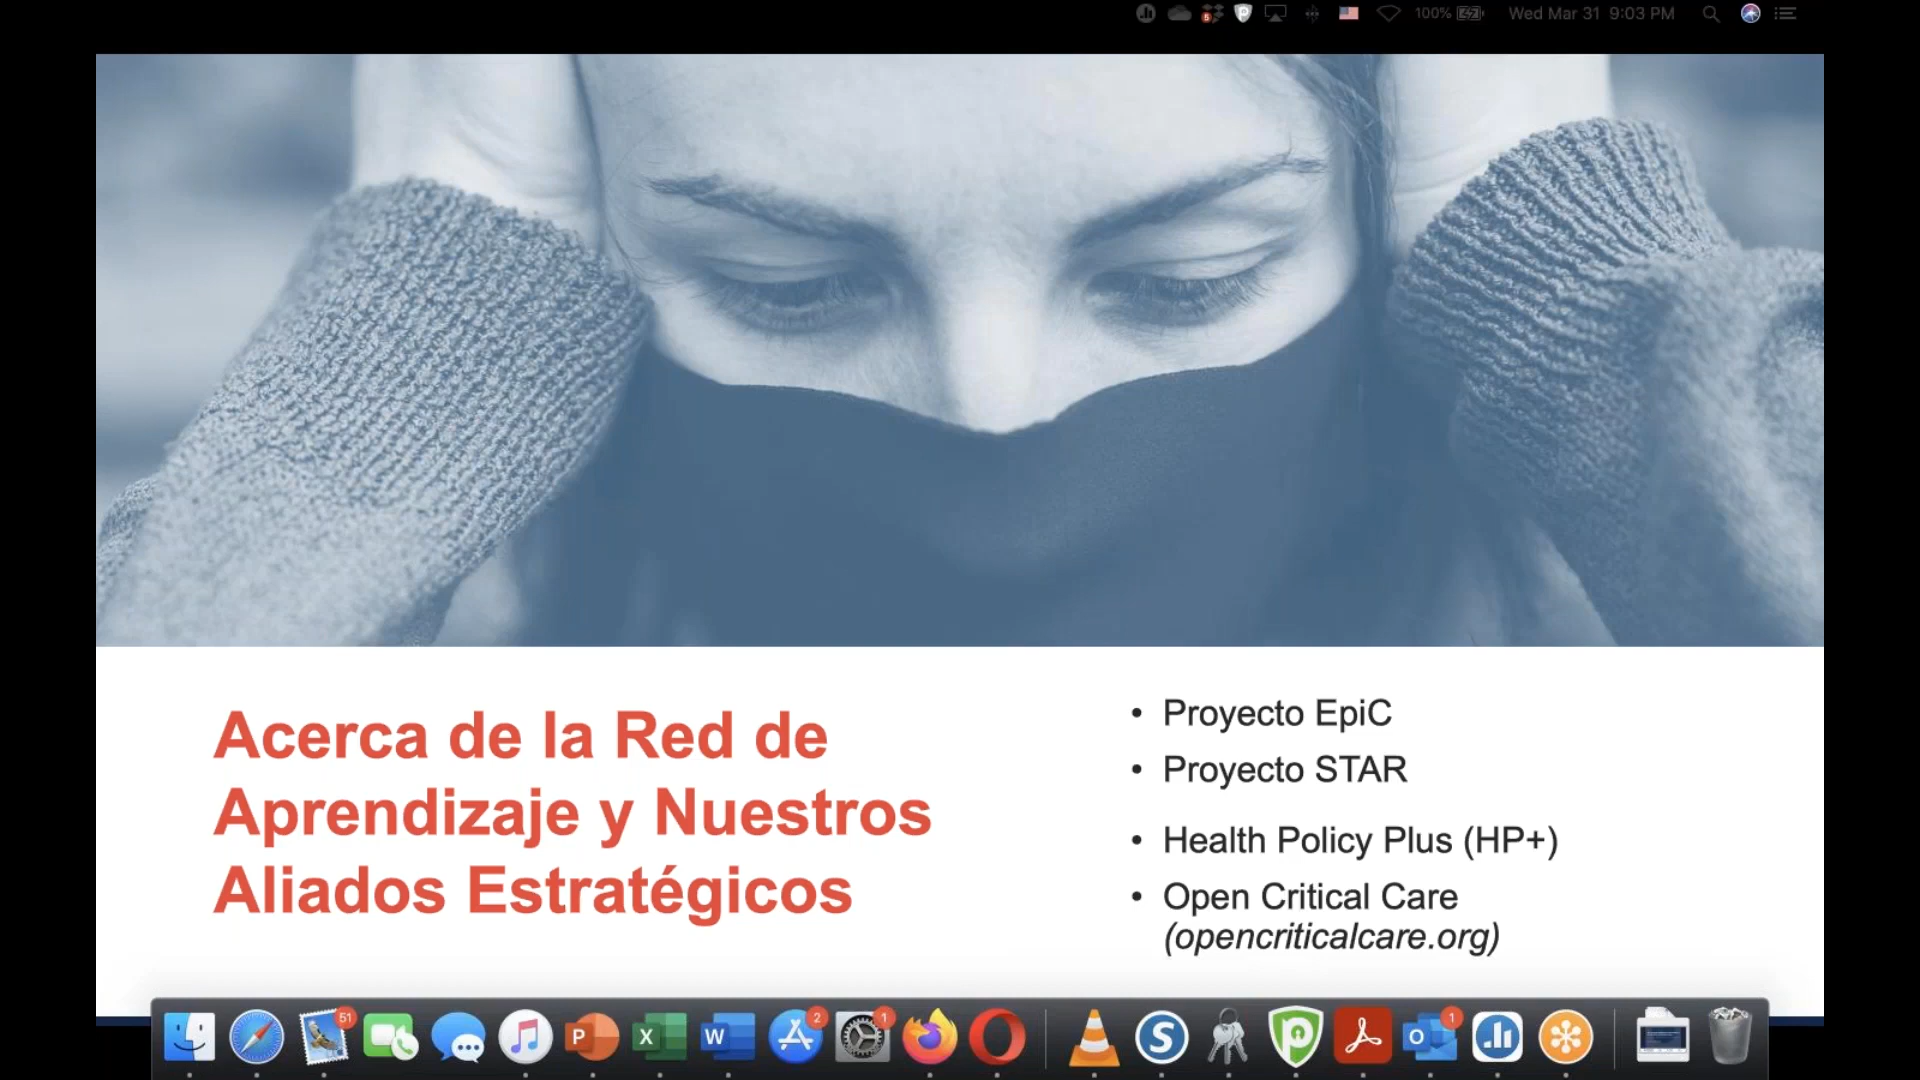 100% Wed Mar 31 9:03 PM
Acerca de la Red de
Aprendizaje y Nuestros
Aliados Estratégicos
• Proyecto EpiC
• Proyecto STAR
• Health Policy Plus (HP+)
• Open Critical Care
(opencriticalcare.org)
51
2
1
1
5
P
X
W
S
O